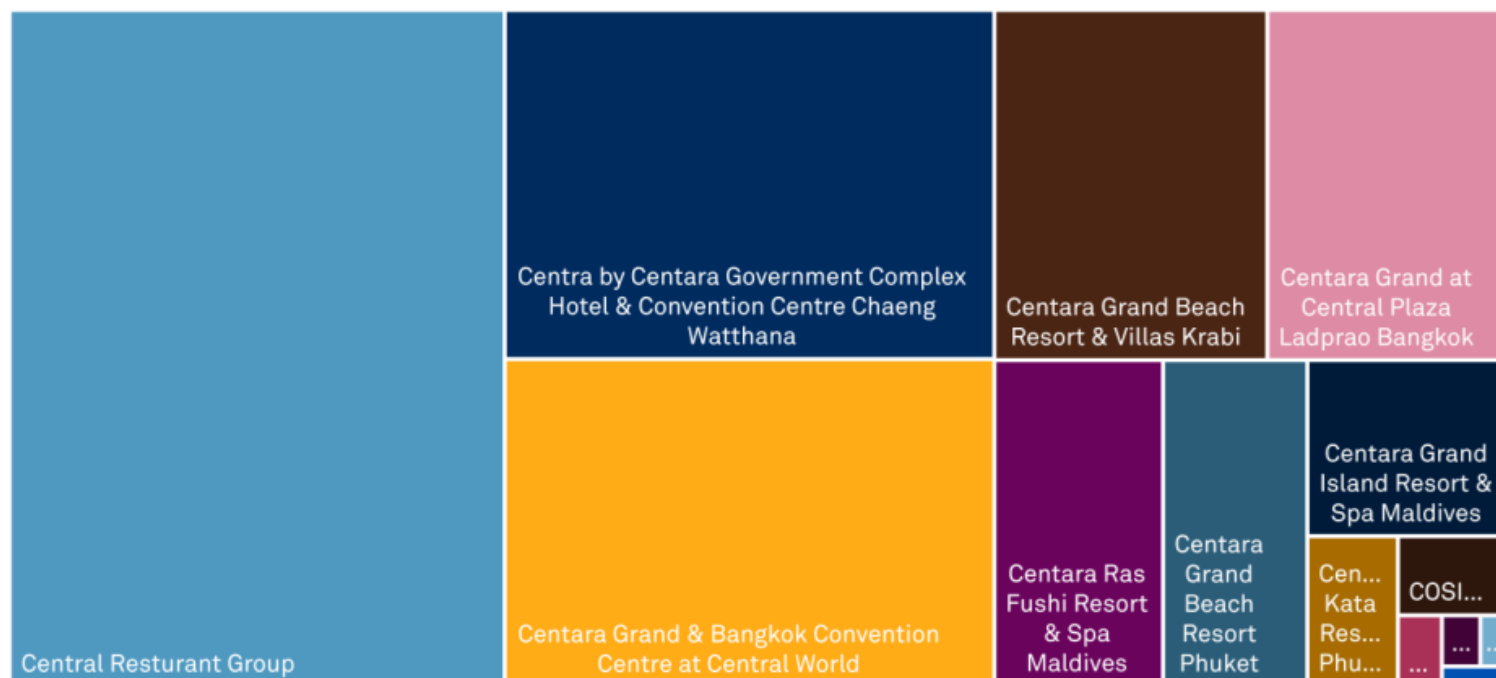 Central Resturant Group
Centra by Centara Government Complex
Hotel & Convention Centre Chaeng
Watthana
Centara Grand & Bangkok Convention
Centre at Central World
Centara Grand Beach
Resort & Villas Krabi
Centara Grand at
Central Plaza
Ladprao Bangkok
Centara Ras
Fushi Resort
& Spa
Maldives
Centara
Grand
Beach
Resort
Phuket
Centara Grand
Island Resort &
Spa Maldives
Cen...
Kata
Res...
Phu...
COSI...
...
...
...